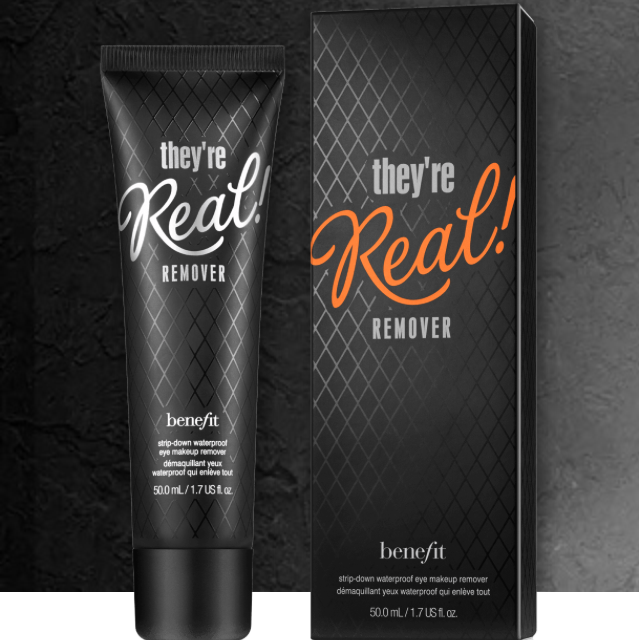 they're
Real!
REMOVER
benefit
strip-down waterproof
eye makeup remover
démaquillant yeux
waterproof qui enlève tout
50.0 mL / 1.7 US fl. oz.
they're
Real!
REMOVER
benefit
strip-down waterproof eye makeup remover
démaquillant yeux waterproof qui enlève tout
50.0 mL / 1.7 US fl. oz.